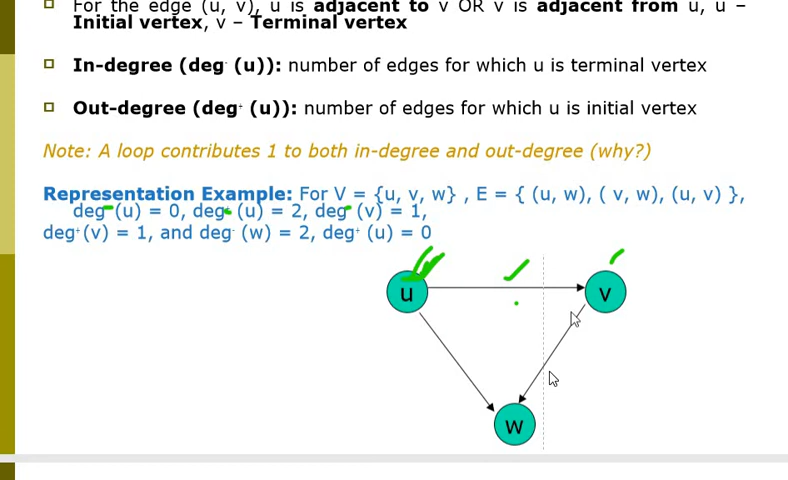 For the edge (u, v), u is adjacent to v OR v is adjacent from u, u –
Initial vertex, v – Terminal vertex
In-degree (deg⁻ (u)): number of edges for which u is terminal vertex
Out-degree (deg⁺ (u)): number of edges for which u is initial vertex
Note: A loop contributes 1 to both in-degree and out-degree (why?)
Representation Example: For V = {u, v, w} , E = { (u, w), ( v, w), (u, v) },
deg⁻ (u) = 0, deg⁺ (u) = 2, deg⁻ (v) = 1,
deg⁺ (v) = 1, and deg⁻ (w) = 2, deg⁺ (u) = 0
u
v
w